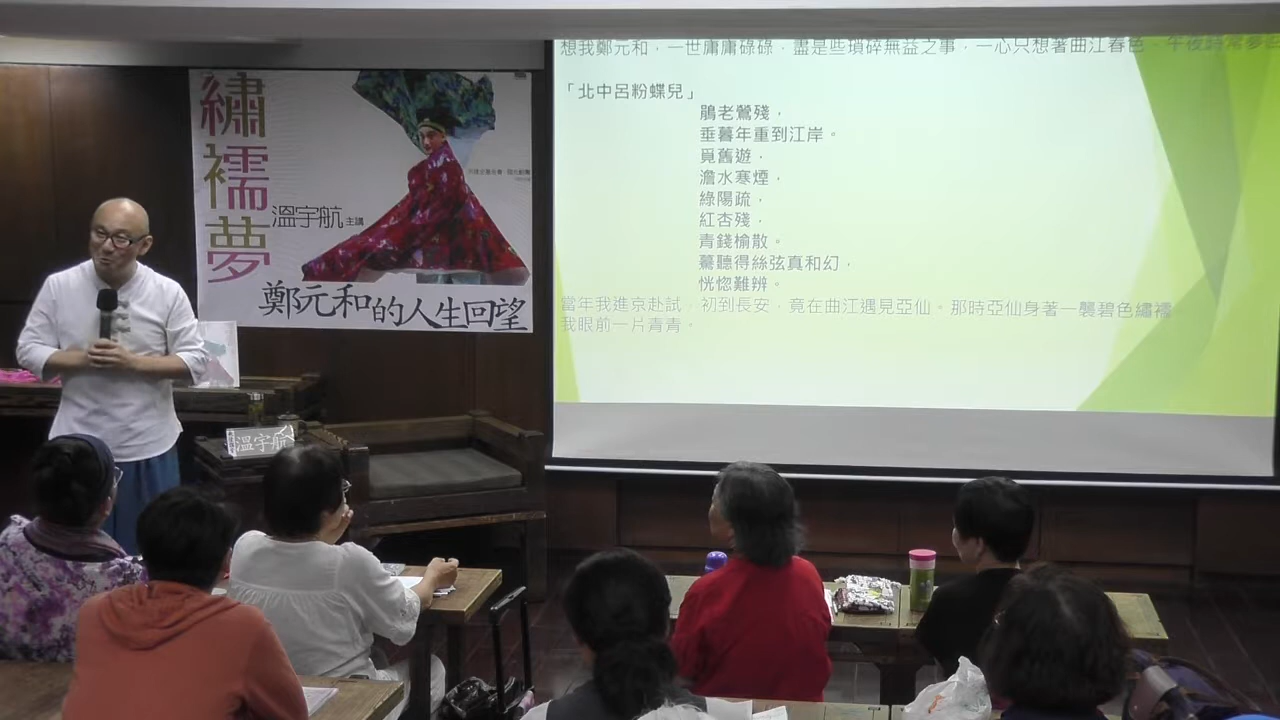 繡襦夢
溫宇航 主講
鄭元和的人生回望
溫宇航
想我鄭元和，一世庸庸碌碌，盡是些瑣碎無益之事，一心只想著曲江春色、午夜
「北中呂粉蝶兒」
鵑老鶯殘，
垂暮年重到江岸。
覓舊遊，
澹水寒煙，
綠陽疏，
紅杏殘，
青錢榆散。
驀聽得絲弦真和幻，
恍惚難辨。
當年我進京赴試，初到長安，竟在曲江遇見亞仙。那時亞仙身著一襲碧色繡襦
我眼前一片青青。